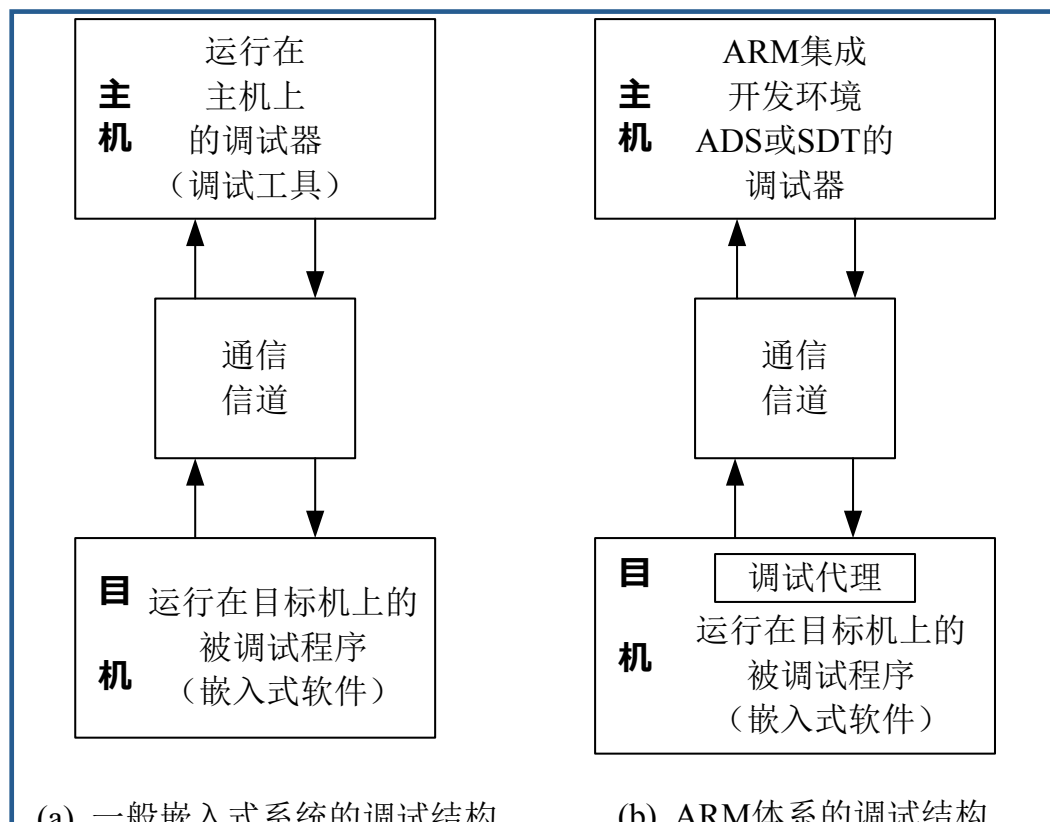 主
机
运行在
主机上
的调试器
（调试工具）
通信
信道
目
机
运行在目标机上的
被调试程序
（嵌入式软件）
(a) 一般嵌入式系统的调试结构
主
机
ARM集成
开发环境
ADS或SDT的
调试器
通信
信道
目
机
调试代理
运行在目标机上的
被调试程序
（嵌入式软件）
(b) ARM体系的调试结构